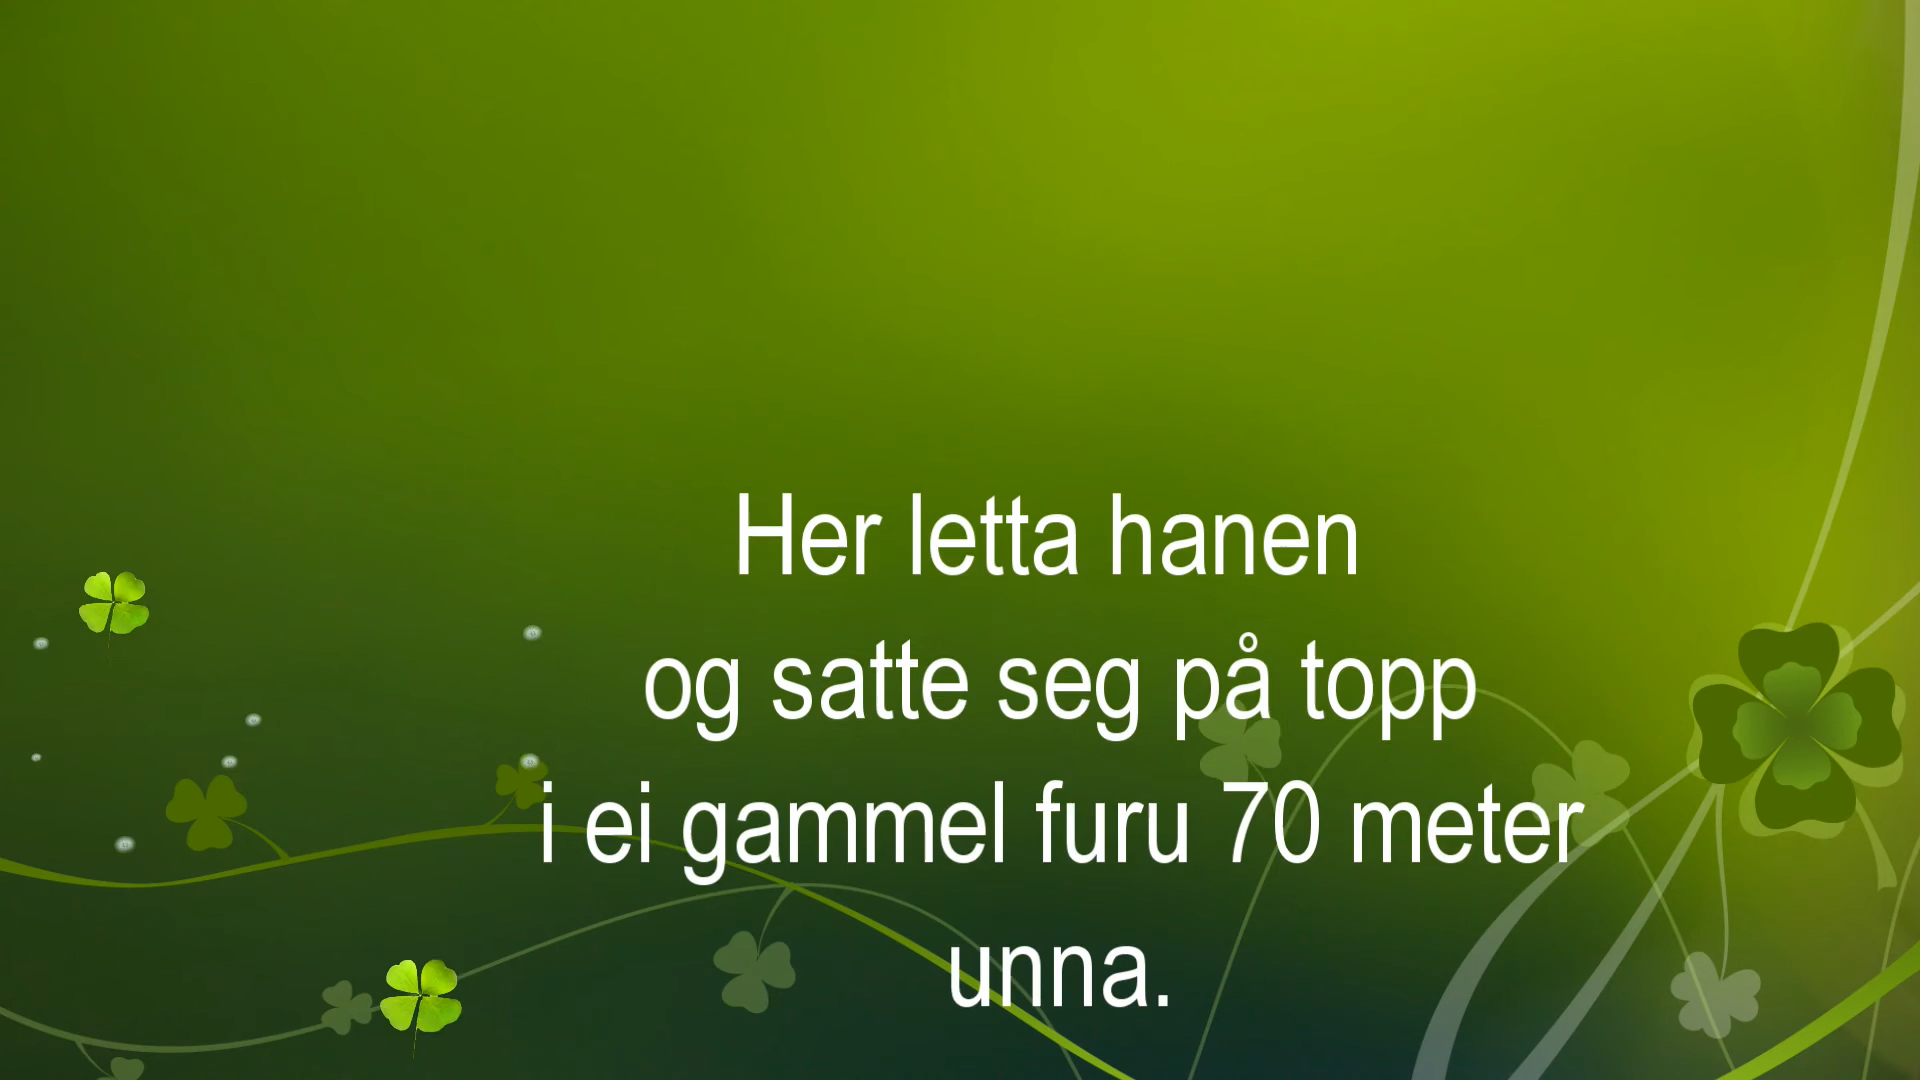 Her letta hanen
og satte seg på topp
i ei gammel furu 70 meter
unna.